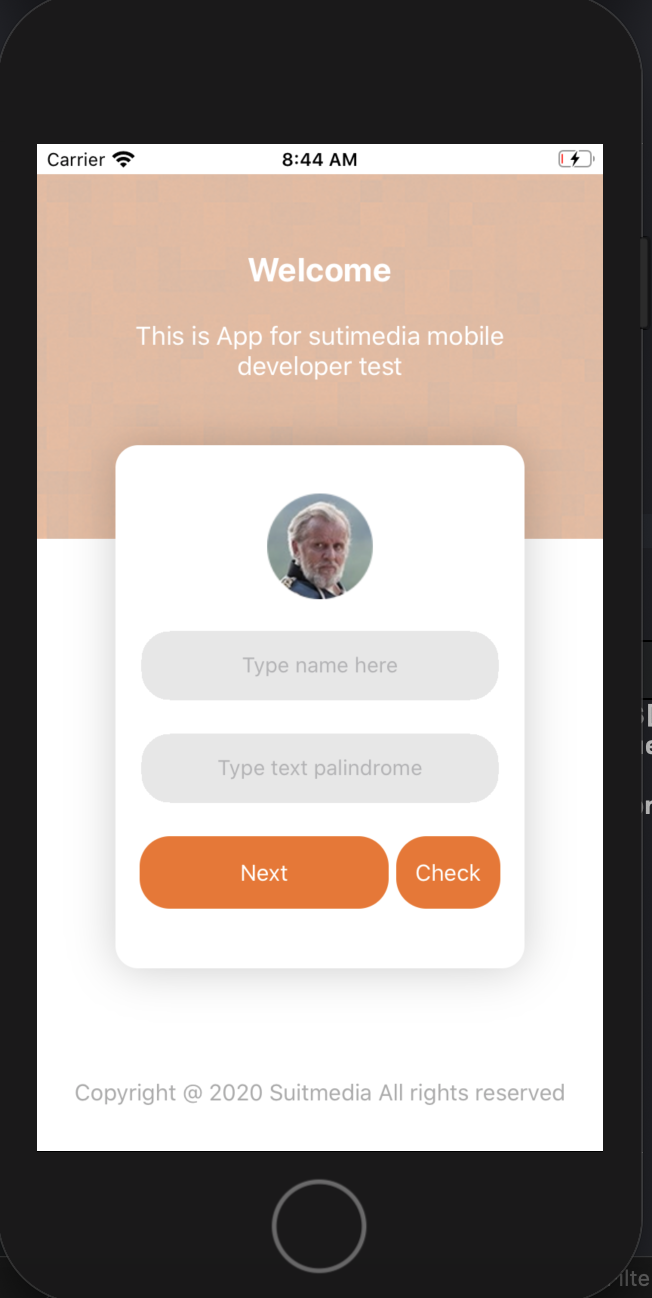 Carrier 8:44 AM
Welcome
This is App for sutimedia mobile
developer test
Type name here
Type text palindrome
Next Check
Copyright @ 2020 Suitmedia All rights reserved